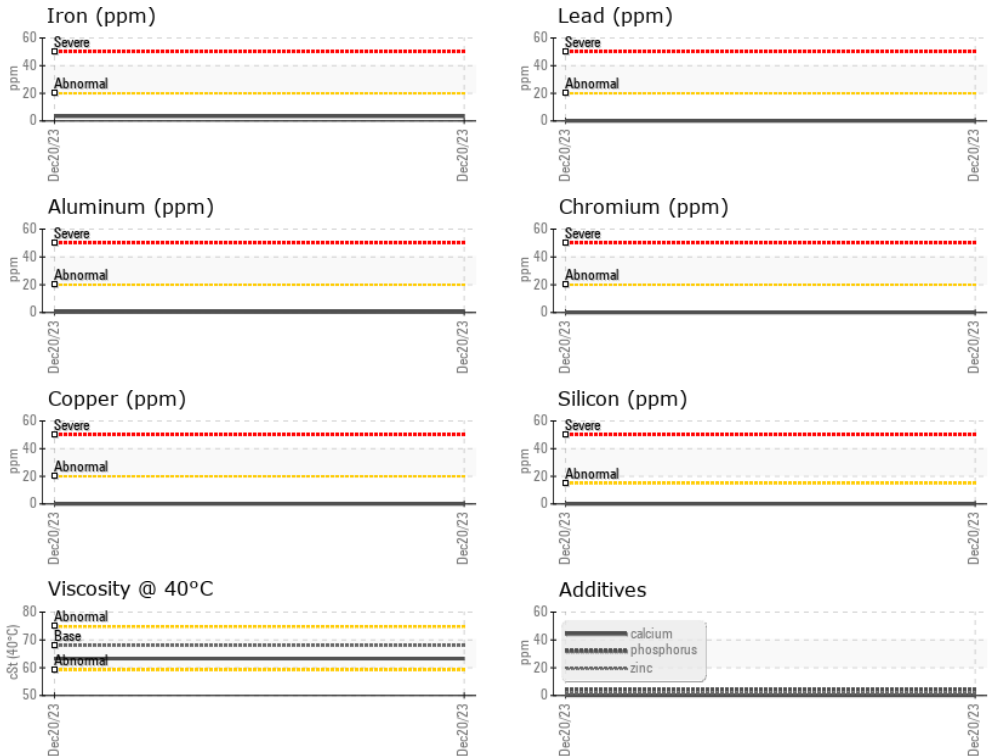 Iron (ppm)
60
Severe
40
ppm
Abnormal
20
0
Dec20/23
Dec20/23
Lead (ppm)
60
Severe
40
ppm
Abnormal
20
0
Dec20/23
Dec20/23
Aluminum (ppm)
60
Severe
40
ppm
Abnormal
20
0
Dec20/23
Dec20/23
Chromium (ppm)
60
Severe
40
ppm
Abnormal
20
0
Dec20/23
Dec20/23
Copper (ppm)
60
Severe
40
ppm
Abnormal
20
0
Dec20/23
Dec20/23
Silicon (ppm)
60
Severe
40
ppm
Abnormal
20
0
Dec20/23
Dec20/23
Viscosity @ 40°C
80
Abnormal
70
Base
cSt (40°C)
Abnormal
60
50
Dec20/23
Dec20/23
Additives
60
calcium
40
phosphorus
ppm
zinc
20
0
Dec20/23
Dec20/23